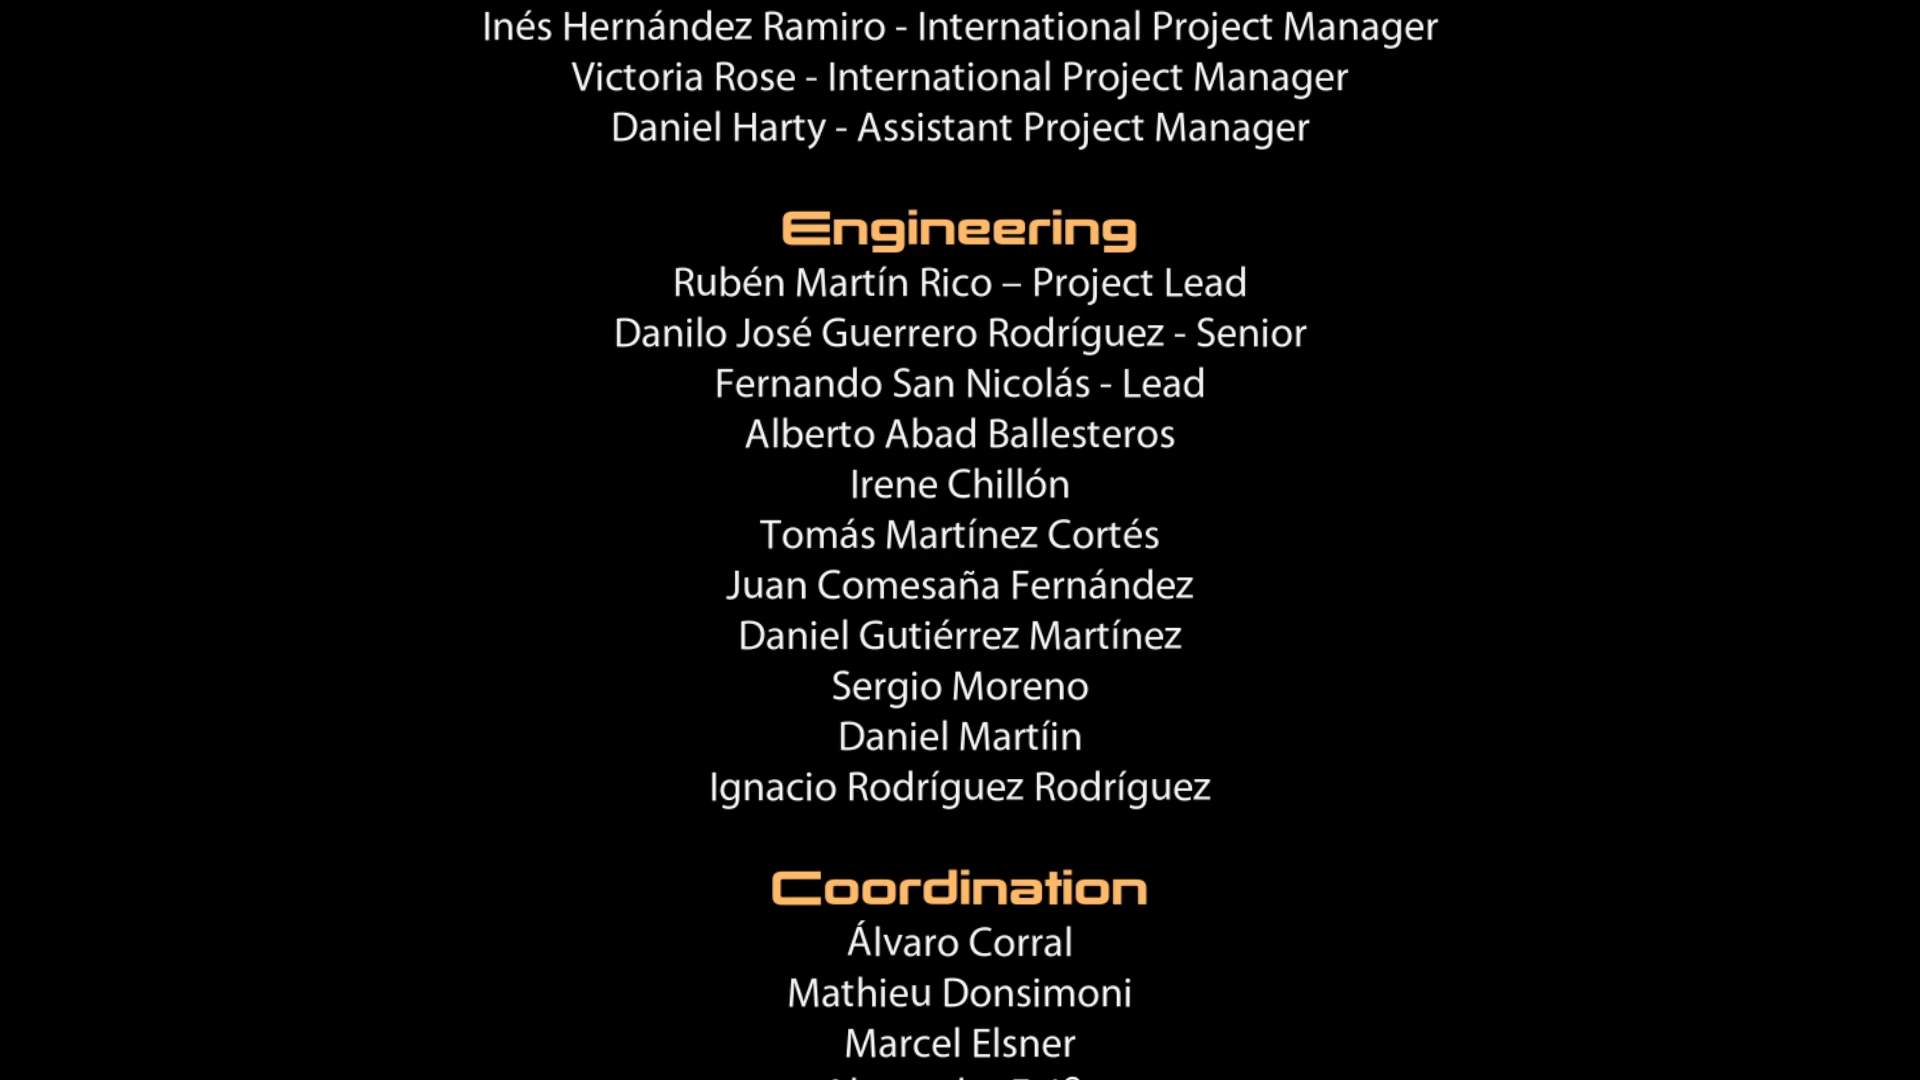 Inés Hernández Ramiro - International Project Manager
Victoria Rose - International Project Manager
Daniel Harty - Assistant Project Manager
Engineering
Rubén Martín Rico – Project Lead
Danilo José Guerrero Rodríguez - Senior
Fernando San Nicolás - Lead
Alberto Abad Ballesteros
Irene Chillón
Tomás Martínez Cortés
Juan Comesaña Fernández
Daniel Gutiérrez Martínez
Sergio Moreno
Daniel Martíin
Ignacio Rodríguez Rodríguez
Coordination
Álvaro Corral
Mathieu Donsimoni
Marcel Elsner